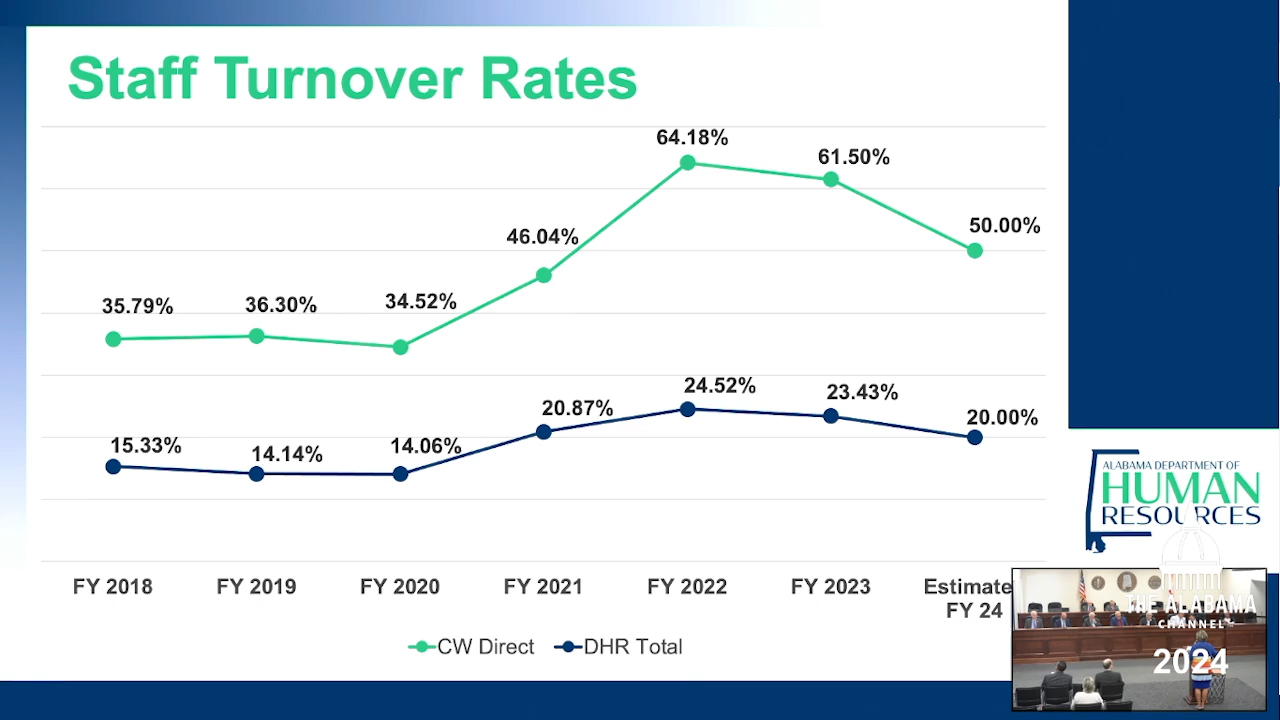 Staff Turnover Rates
64.18%
61.50%
50.00%
46.04%
35.79%
36.30%
34.52%
24.52%
23.43%
20.00%
20.87%
15.33%
14.14%
14.06%
FY 2018
FY 2019
FY 2020
FY 2021
FY 2022
FY 2023
Estimate
FY 24
CW Direct
DHR Total
ALABAMA DEPARTMENT OF
HUMAN
RESOURCES
THE ALABAMA
CHANNEL
2024